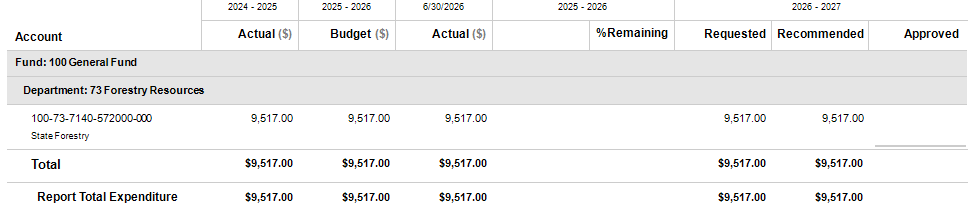 2024 - 2025 2025 - 2026 6/30/2026 2025 - 2026 2026 - 2027
Account Actual ($) Budget ($) Actual ($) %Remaining Requested Recommended Approved
Fund: 100 General Fund
Department: 73 Forestry Resources
100-73-7140-572000-000 9,517.00 9,517.00 9,517.00 9,517.00 9,517.00
State Forestry
Total $9,517.00 $9,517.00 $9,517.00 $9,517.00 $9,517.00
Report Total Expenditure $9,517.00 $9,517.00 $9,517.00 $9,517.00 $9,517.00